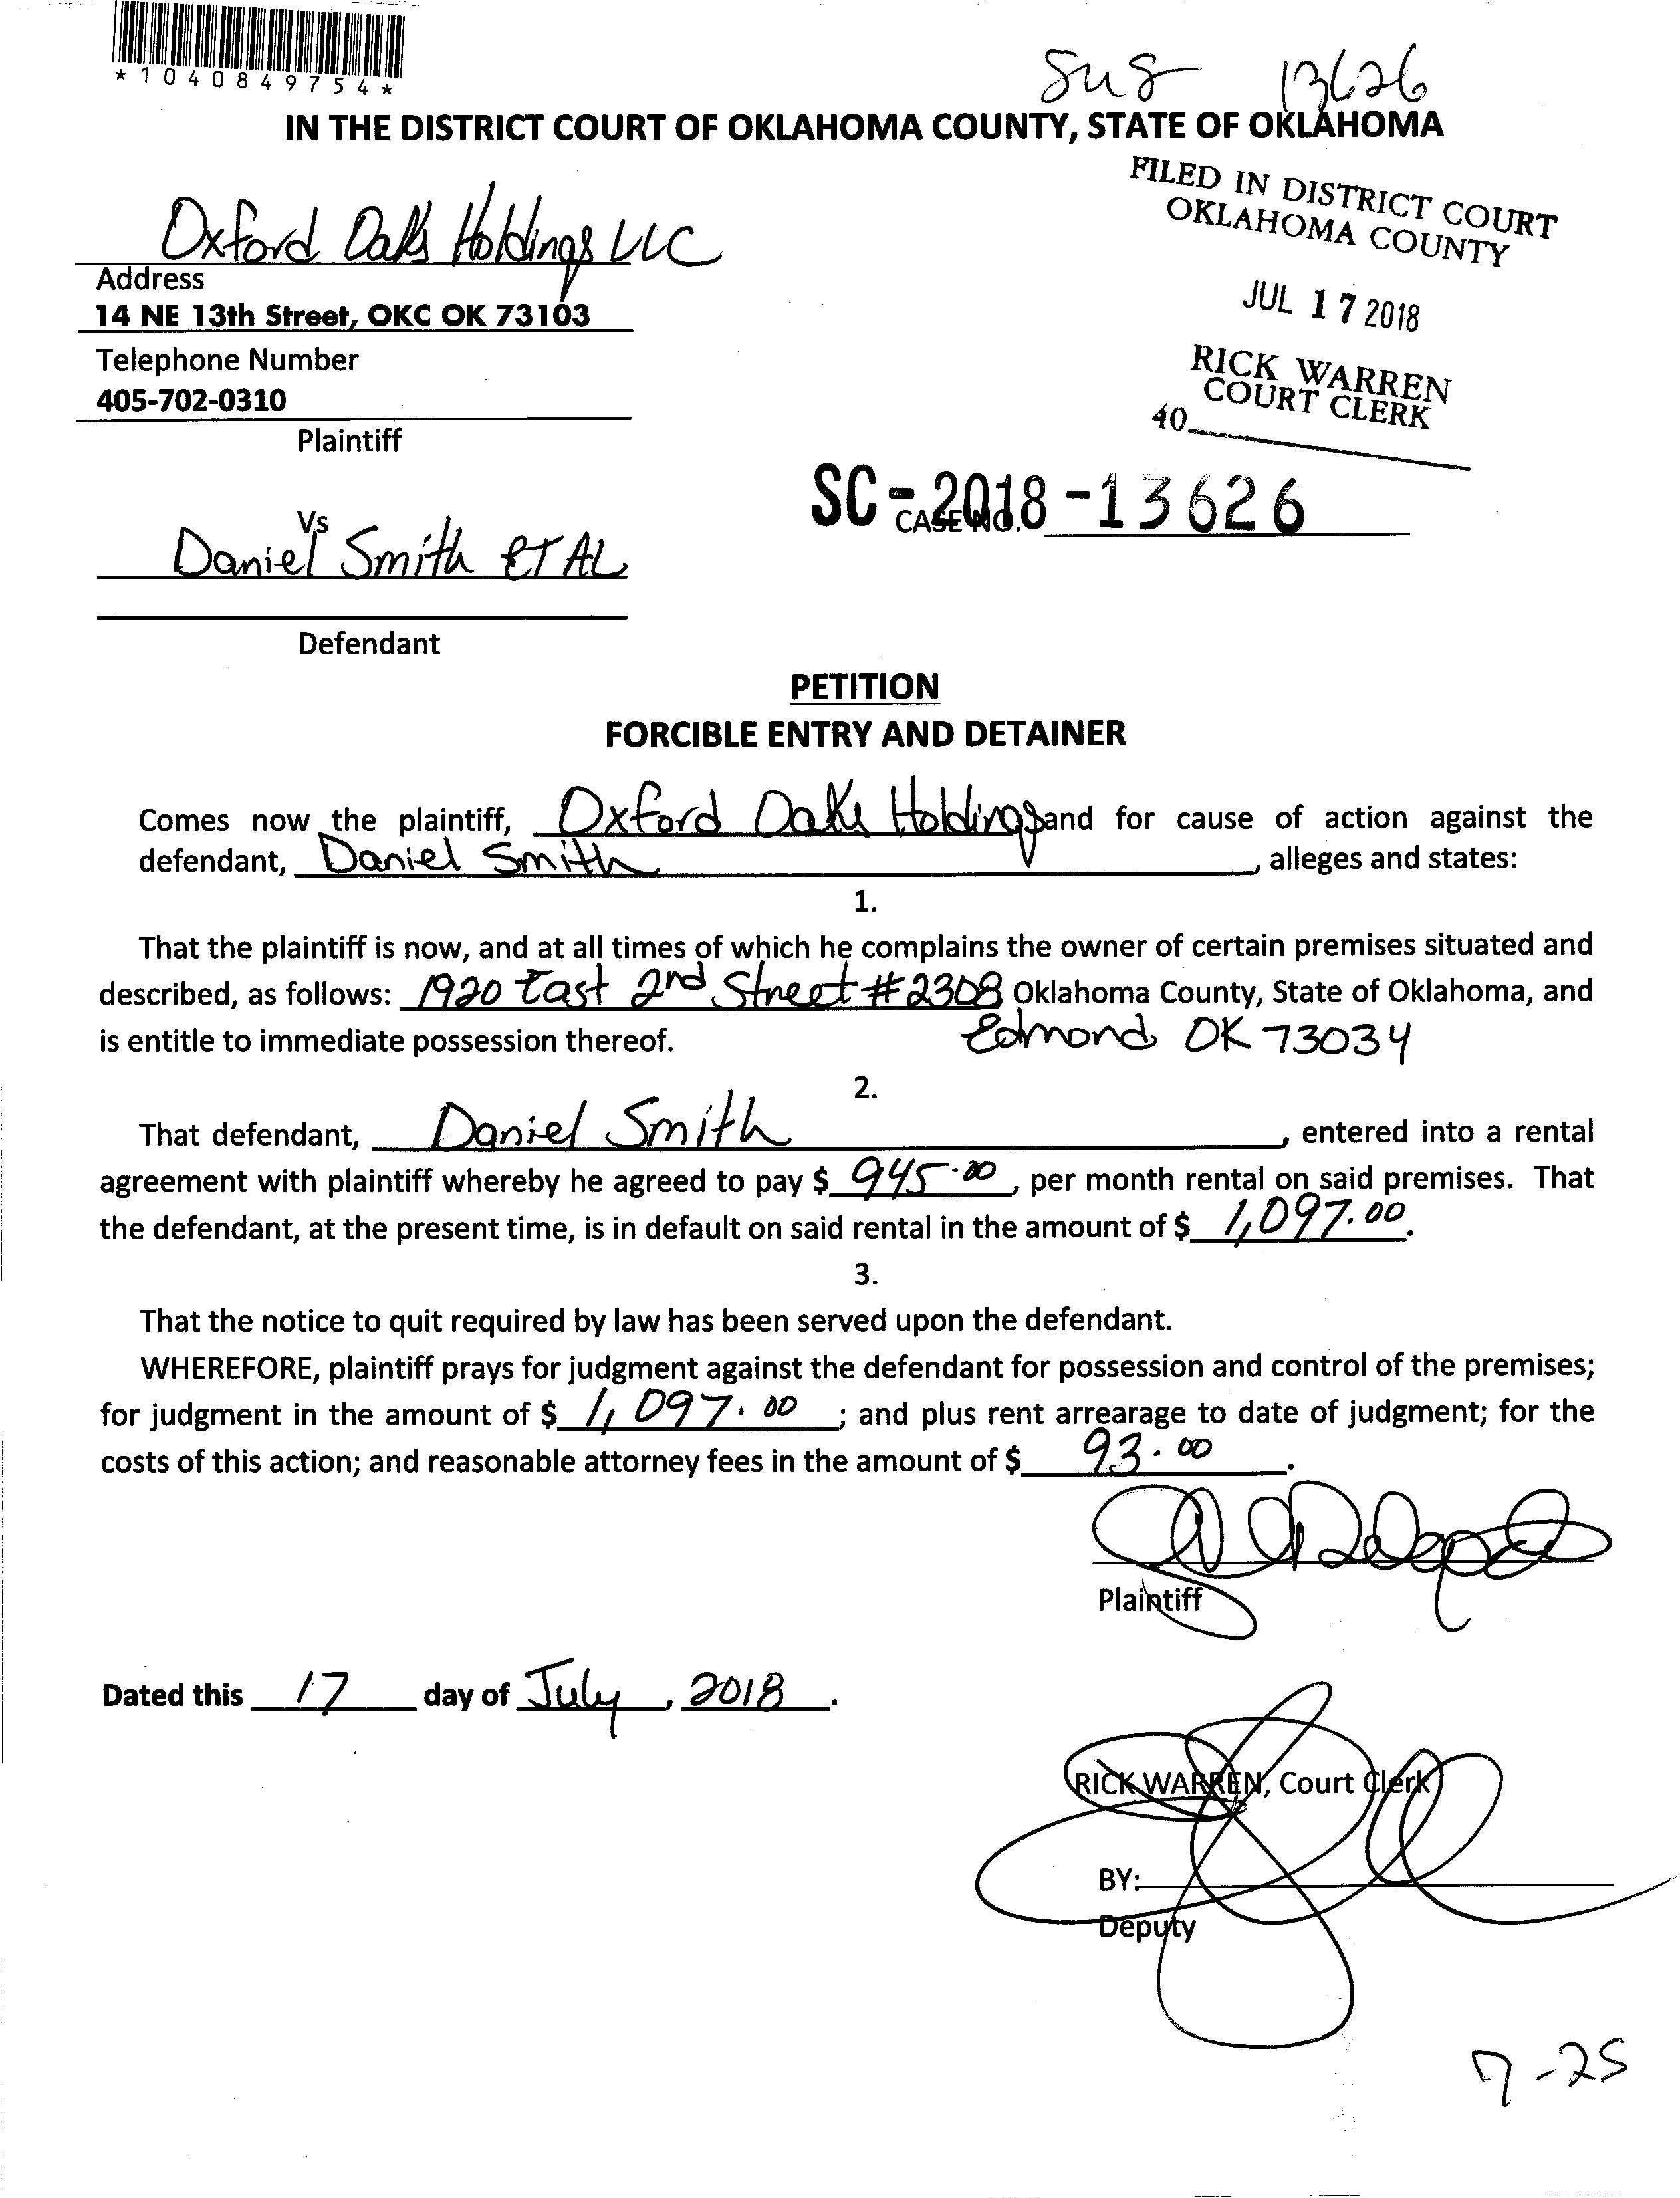 *1040849754*
13626
IN THE DISTRICT COURT OF OKLAHOMA COUNTY, STATE OF OKLAHOMA
FILED IN DISTRICT COURT
OKLAHOMA COUNTY
JUL 17 2018
RICK WARREN
COURT CLERK
40
Oxford Oaks Holdings LLC
Address
14 NE 13th Street, OKC OK 73103
Telephone Number
405-702-0310
Plaintiff
SC-2018-13626
CASE NO.
Vs
Daniel Smith ET AL
Defendant
PETITION
FORCIBLE ENTRY AND DETAINER
Comes now the plaintiff, Oxford Oaks Holdings and for cause of action against the
defendant, Daniel Smith, alleges and states:
1.
That the plaintiff is now, and at all times of which he complains the owner of certain premises situated and
described, as follows: 1920 East 2nd Street #2308 Oklahoma County, State of Oklahoma, and
is entitle to immediate possession thereof. Edmond OK 73034
2.
That defendant, Daniel Smith, entered into a rental
agreement with plaintiff whereby he agreed to pay $ 945.00, per month rental on said premises. That
the defendant, at the present time, is in default on said rental in the amount of $ 1,097.00.
3.
That the notice to quit required by law has been served upon the defendant.
WHEREFORE, plaintiff prays for judgment against the defendant for possession and control of the premises;
for judgment in the amount of $ 1,097.00; and plus rent arrearage to date of judgment; for the
costs of this action; and reasonable attorney fees in the amount of $ 93.00.
Plaintiff
Dated this 17 day of July, 2018.
RICK WARREN, Court Clerk
BY:
Deputy
7-25